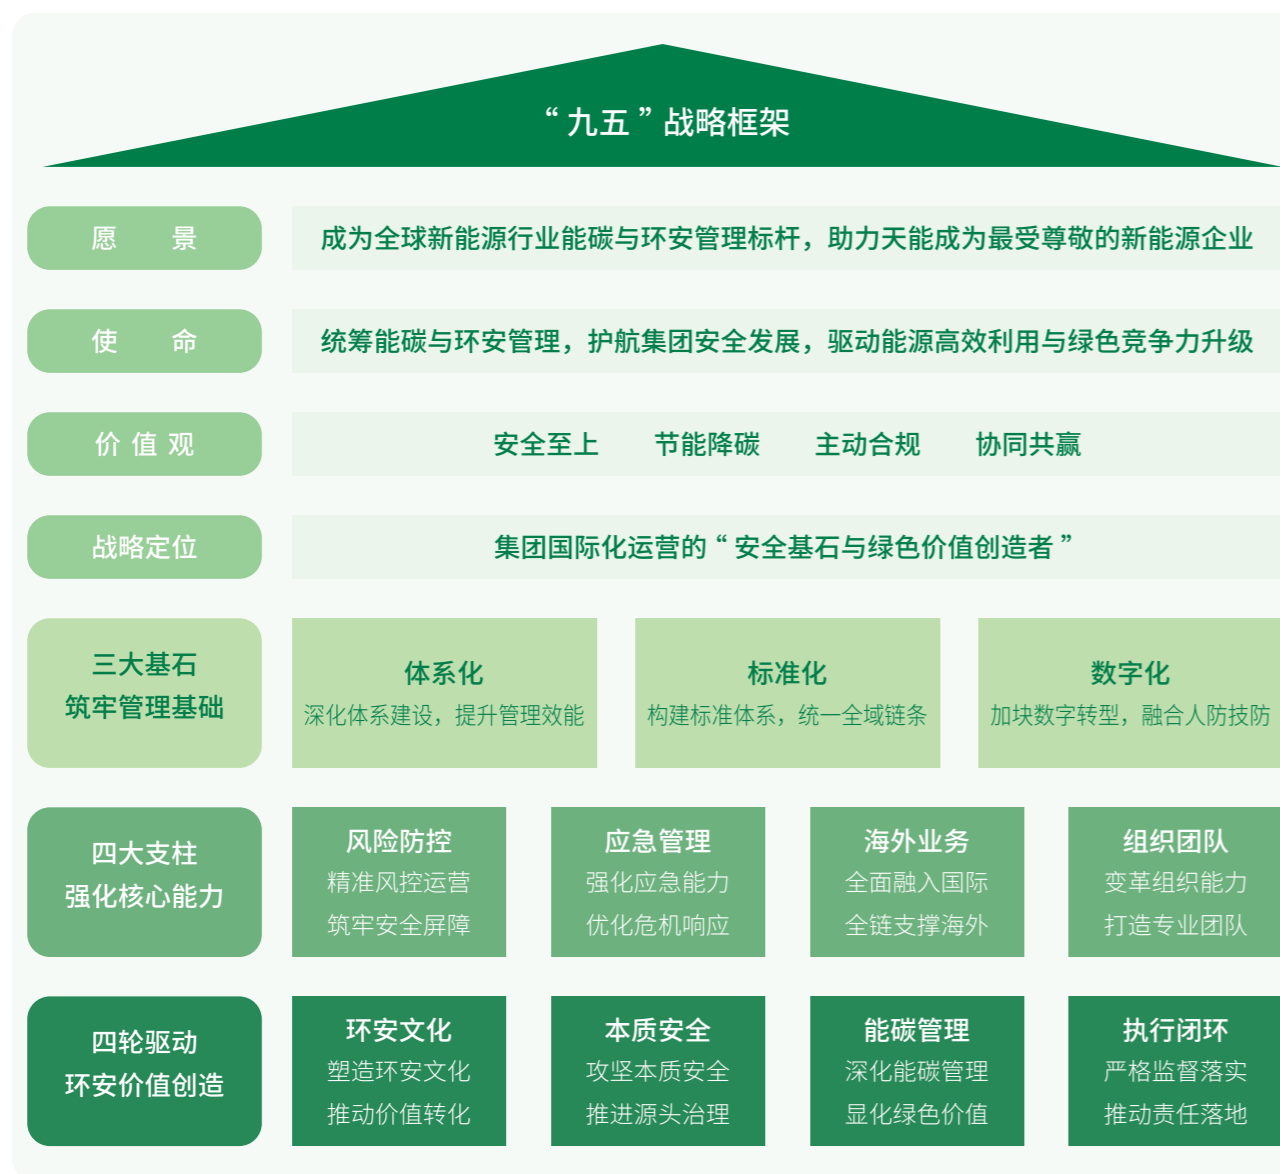 “九五”战略框架
愿 景
成为全球新能源行业能碳与环安管理标杆，助力天能成为最受尊敬的新能源企业
使 命
统筹能碳与环安管理，护航集团安全发展，驱动能源高效利用与绿色竞争力升级
价值观
安全至上 节能降碳 主动合规 协同共赢
战略定位
集团国际化运营的“安全基石与绿色价值创造者”
三大基石
筑牢管理基础
体系化
深化体系建设，提升管理效能
标准化
构建标准体系，统一全域链条
数字化
加块数字转型，融合人防技防
四大支柱
强化核心能力
风险防控
精准风控运营
筑牢安全屏障
应急管理
强化应急能力
优化危机响应
海外业务
全面融入国际
全链支撑海外
组织团队
变革组织能力
打造专业团队
四轮驱动
环安价值创造
环安文化
塑造环安文化
推动价值转化
本质安全
攻坚本质安全
推进源头治理
能碳管理
深化能碳管理
显化绿色价值
执行闭环
严格监督落实
推动责任落地